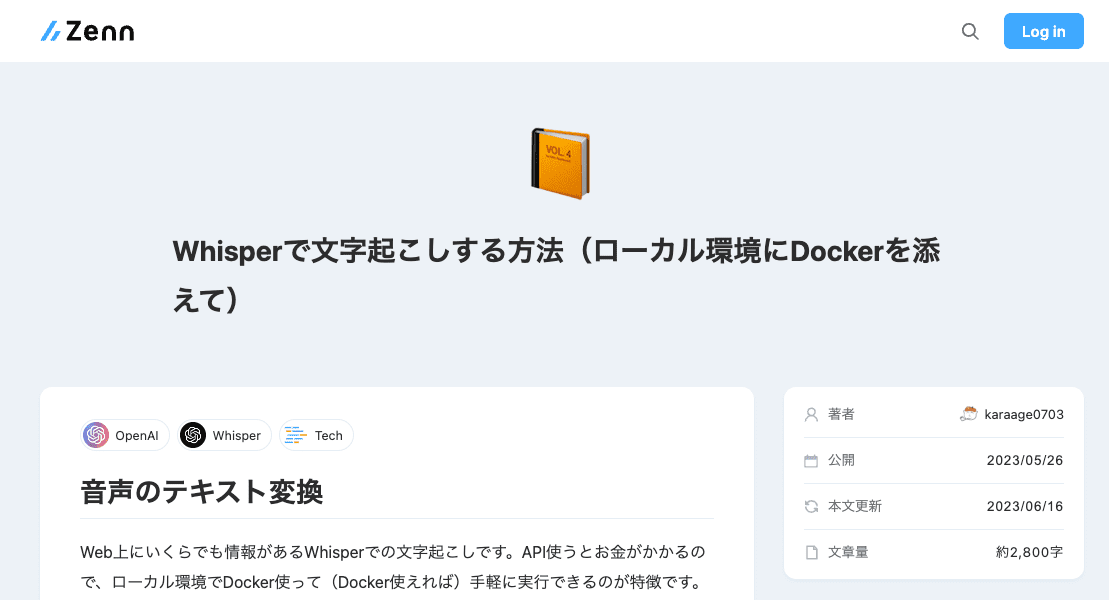 Zenn
Log in
VOL. 4
Whisperで文字起こしする方法（ローカル環境にDockerを添
えて）
OpenAI
Whisper
Tech
音声のテキスト変換
Web上にいくらでも情報があるWhisperでの文字起こしです。API使うとお金がかかるの
で、ローカル環境でDocker使って（Docker使えれば）手軽に実行できるのが特徴です。
著者 karaage0703
公開 2023/05/26
本文更新 2023/06/16
文章量 約2,800字